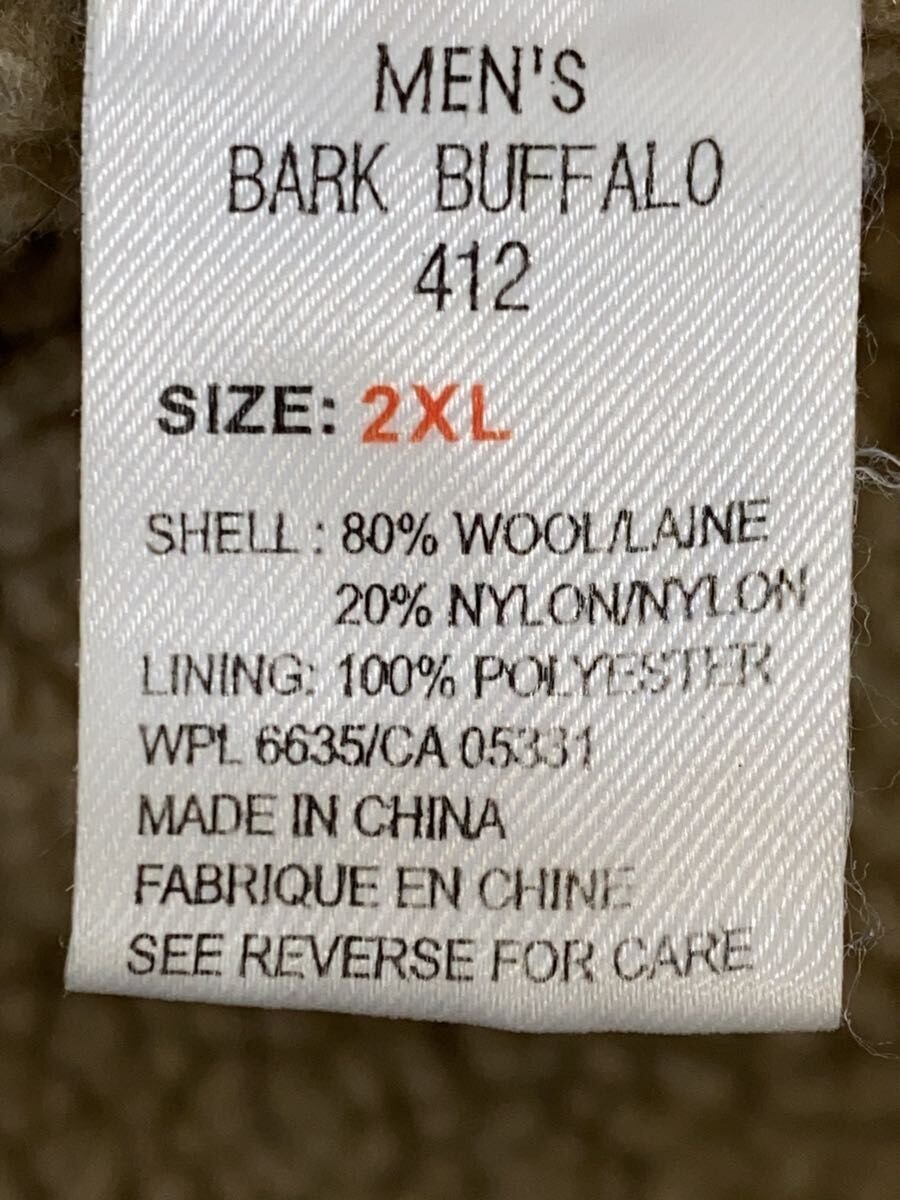 MEN'S
BARK BUFFALO
412
SIZE: 2XL
SHELL : 80% WOOL/LAINE
20% NYLON/NYLON
LINING: 100% POLYESTER
WPL 6635/CA 05331
MADE IN CHINA
FABRIQUE EN CHINE
SEE REVERSE FOR CARE